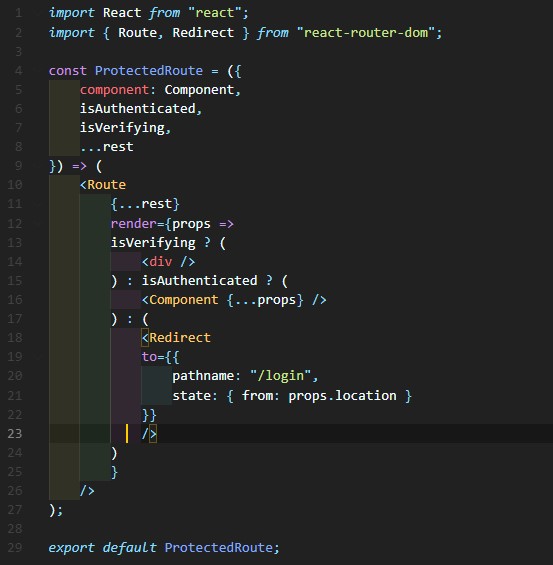 1 import React from "react";
2 import { Route, Redirect } from "react-router-dom";
3
4 const ProtectedRoute = ({
5     component: Component,
6     isAuthenticated,
7     isVerifying,
8     ...rest
9 }) => (
10     <Route
11         {...rest}
12         render={props =>
13         isVerifying ? (
14             <div />
15         ) : isAuthenticated ? (
16             <Component {...props} />
17         ) : (
18             <Redirect
19             to={{
20                 pathname: "/login",
21                 state: { from: props.location }
22             }}
23             />
24         )
25         }
26     />
27 );
28
29 export default ProtectedRoute;